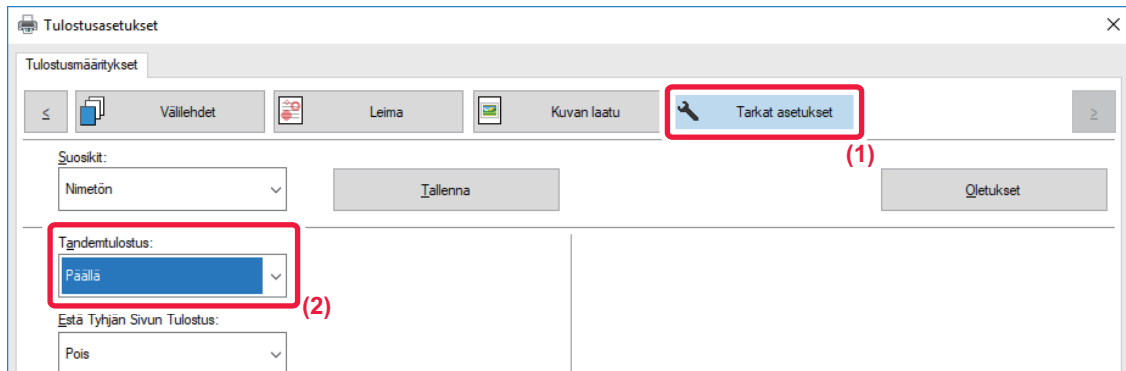 Tulostusasetukset
Tulostusmääritykset
< Välilehdet Leima Kuvan laatu Tarkat asetukset >
(1)
Suosikit:
Nimetön Tallenna Oletukset
Tandemtulostus:
Päällä
(2)
Estä Tyhjän Sivun Tulostus:
Pois